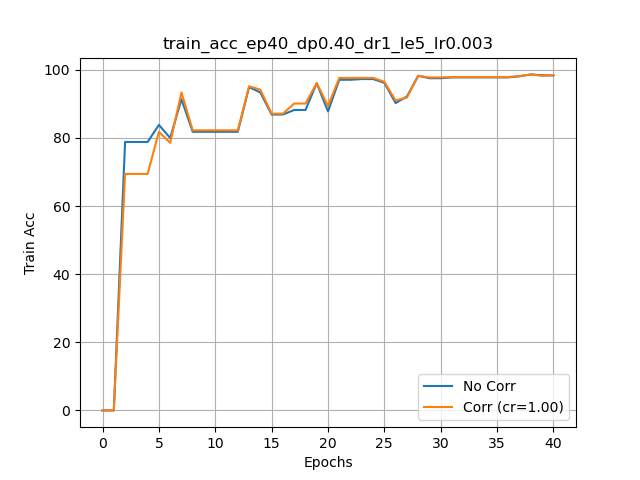 train_acc_ep40_dp0.40_dr1_le5_lr0.003
100
80
60
40
20
0
Train Acc
No Corr
Corr (cr=1.00)
0 5 10 15 20 25 30 35 40
Epochs